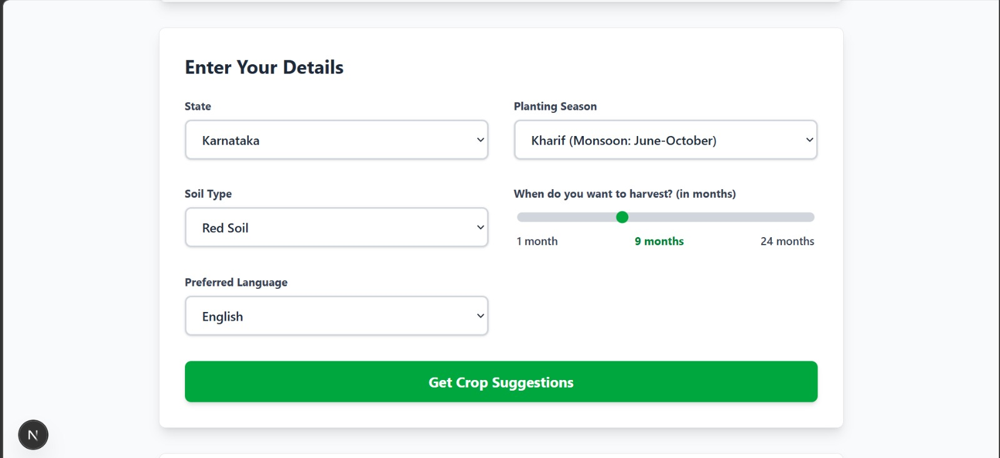 Enter Your Details
State
Planting Season
Karnataka
Kharif (Monsoon: June-October)
Soil Type
When do you want to harvest? (in months)
Red Soil
1 month
9 months
24 months
Preferred Language
English
Get Crop Suggestions
N